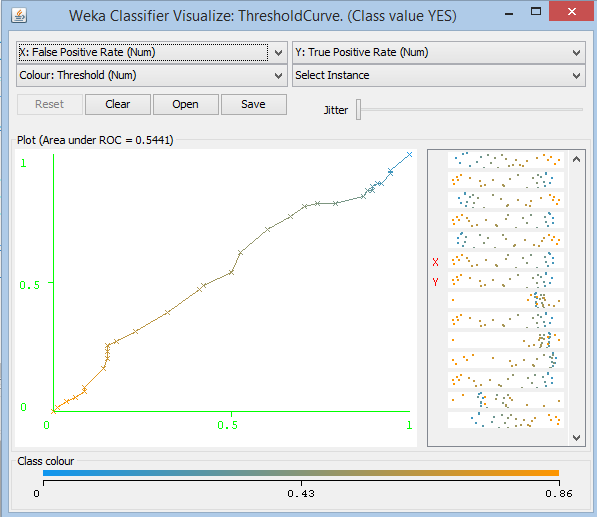 Weka Classifier Visualize: ThresholdCurve. (Class value YES)
X: False Positive Rate (Num) Y: True Positive Rate (Num)
Colour: Threshold (Num) Select Instance
Reset Clear Open Save Jitter
Plot (Area under ROC = 0.5441)
1
X
Y
0.5
0
0 0.5 1
Class colour
0 0.43 0.86